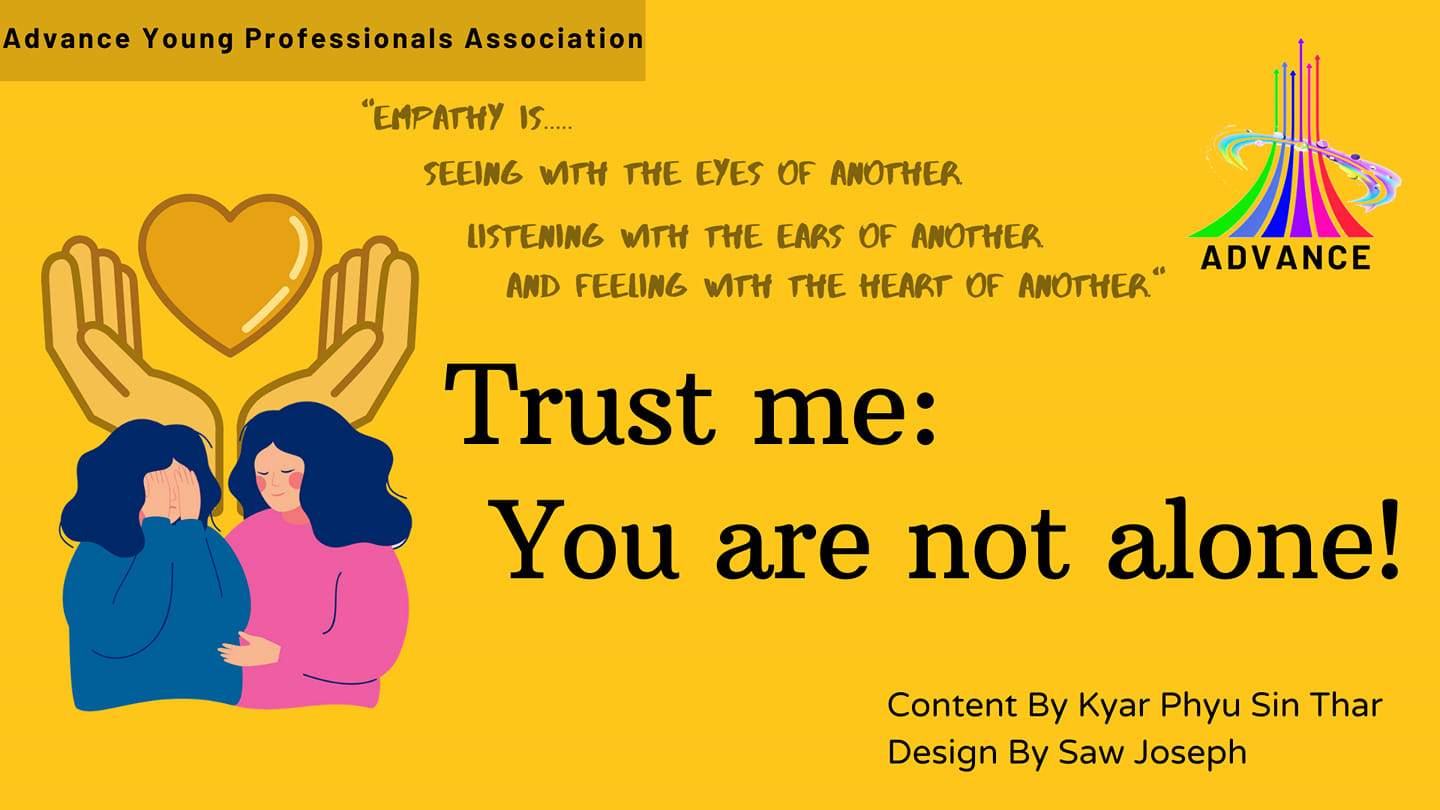 Advance Young Professionals Association
"EMPATHY IS.....
SEEING WITH THE EYES OF ANOTHER.
LISTENING WITH THE EARS OF ANOTHER.
AND FEELING WITH THE HEART OF ANOTHER."
ADVANCE
Trust me:
You are not alone!
Content By Kyar Phyu Sin Thar
Design By Saw Joseph